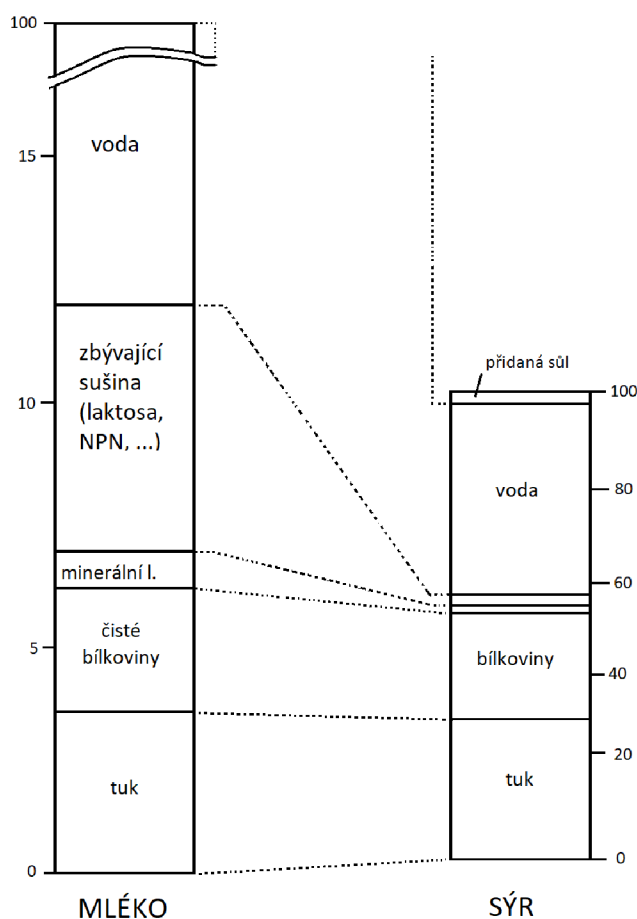 100
voda
15
zbývající
sušina
(laktosa,
NPN, ...)
10
minerální l.
čisté
bílkoviny
5
tuk
0
MLÉKO
přidaná sůl
100
voda
80
60
bílkoviny
40
20
tuk
0
SÝR